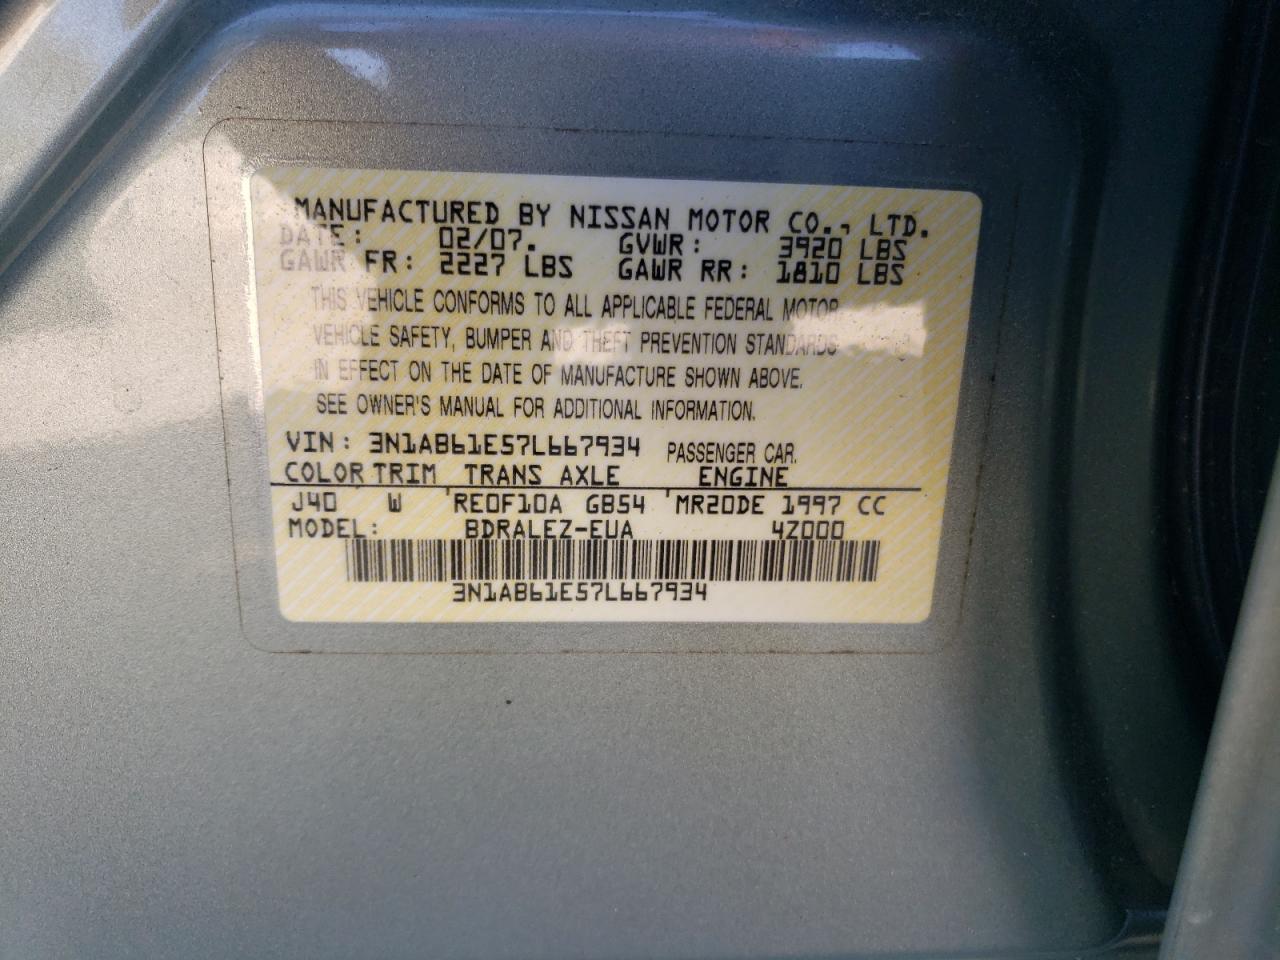 MANUFACTURED BY NISSAN MOTOR CO., LTD.
DATE: 02/07. GVWR: 3920 LBS
GAWR FR: 2227 LBS GAWR RR: 1810 LBS
THIS VEHICLE CONFORMS TO ALL APPLICABLE FEDERAL MOTOR
VEHICLE SAFETY, BUMPER AND THEFT PREVENTION STANDARDS
IN EFFECT ON THE DATE OF MANUFACTURE SHOWN ABOVE.
SEE OWNER'S MANUAL FOR ADDITIONAL INFORMATION.
VIN: 3N1AB61E57L667934 PASSENGER CAR.
COLOR TRIM TRANS AXLE ENGINE
J40 W RE0F10A GB54 MR20DE 1997 CC
MODEL: BDRALEZ-EUA 4Z000
3N1AB61E57L667934